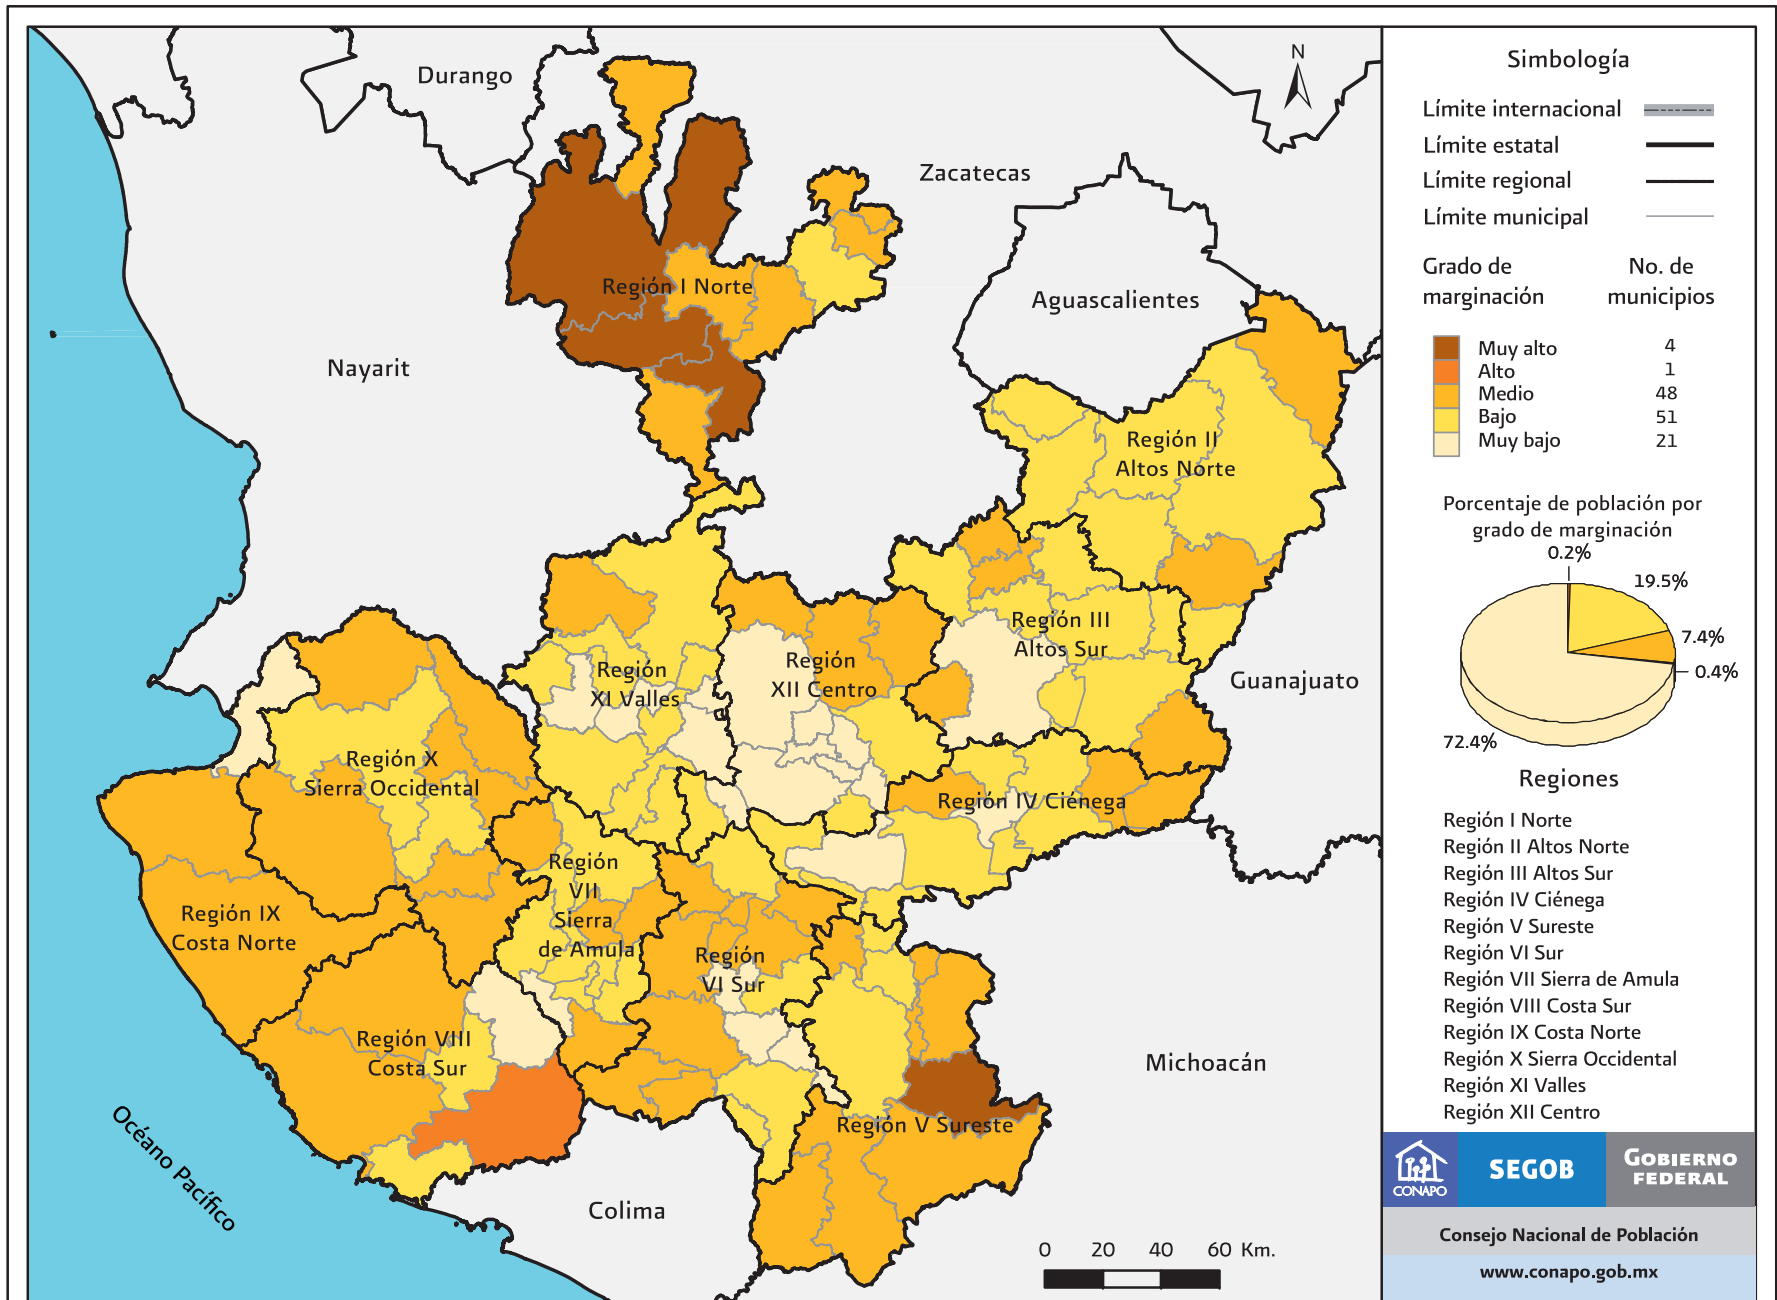 Durango
Zacatecas
Aguascalientes
Nayarit
Guanajuato
Michoacán
Colima
Océano Pacífico
N
Región I Norte
Región II
Altos Norte
Región III
Altos Sur
Región
XI Valles
Región
XII Centro
Región X
Sierra Occidental
Región IV Ciénega
Región
VII
Sierra
de Amula
Región IX
Costa Norte
Región
VI Sur
Región VIII
Costa Sur
Región V Sureste
0 20 40 60 Km.
Simbología
Límite internacional
Límite estatal
Límite regional
Límite municipal
Grado de
marginación
No. de
municipios
Muy alto 4
Alto 1
Medio 48
Bajo 51
Muy bajo 21
Porcentaje de población por
grado de marginación
0.2%
19.5%
7.4%
0.4%
72.4%
Regiones
Región I Norte
Región II Altos Norte
Región III Altos Sur
Región IV Ciénega
Región V Sureste
Región VI Sur
Región VII Sierra de Amula
Región VIII Costa Sur
Región IX Costa Norte
Región X Sierra Occidental
Región XI Valles
Región XII Centro
CONAPO
SEGOB
GOBIERNO
FEDERAL
Consejo Nacional de Población
www.conapo.gob.mx